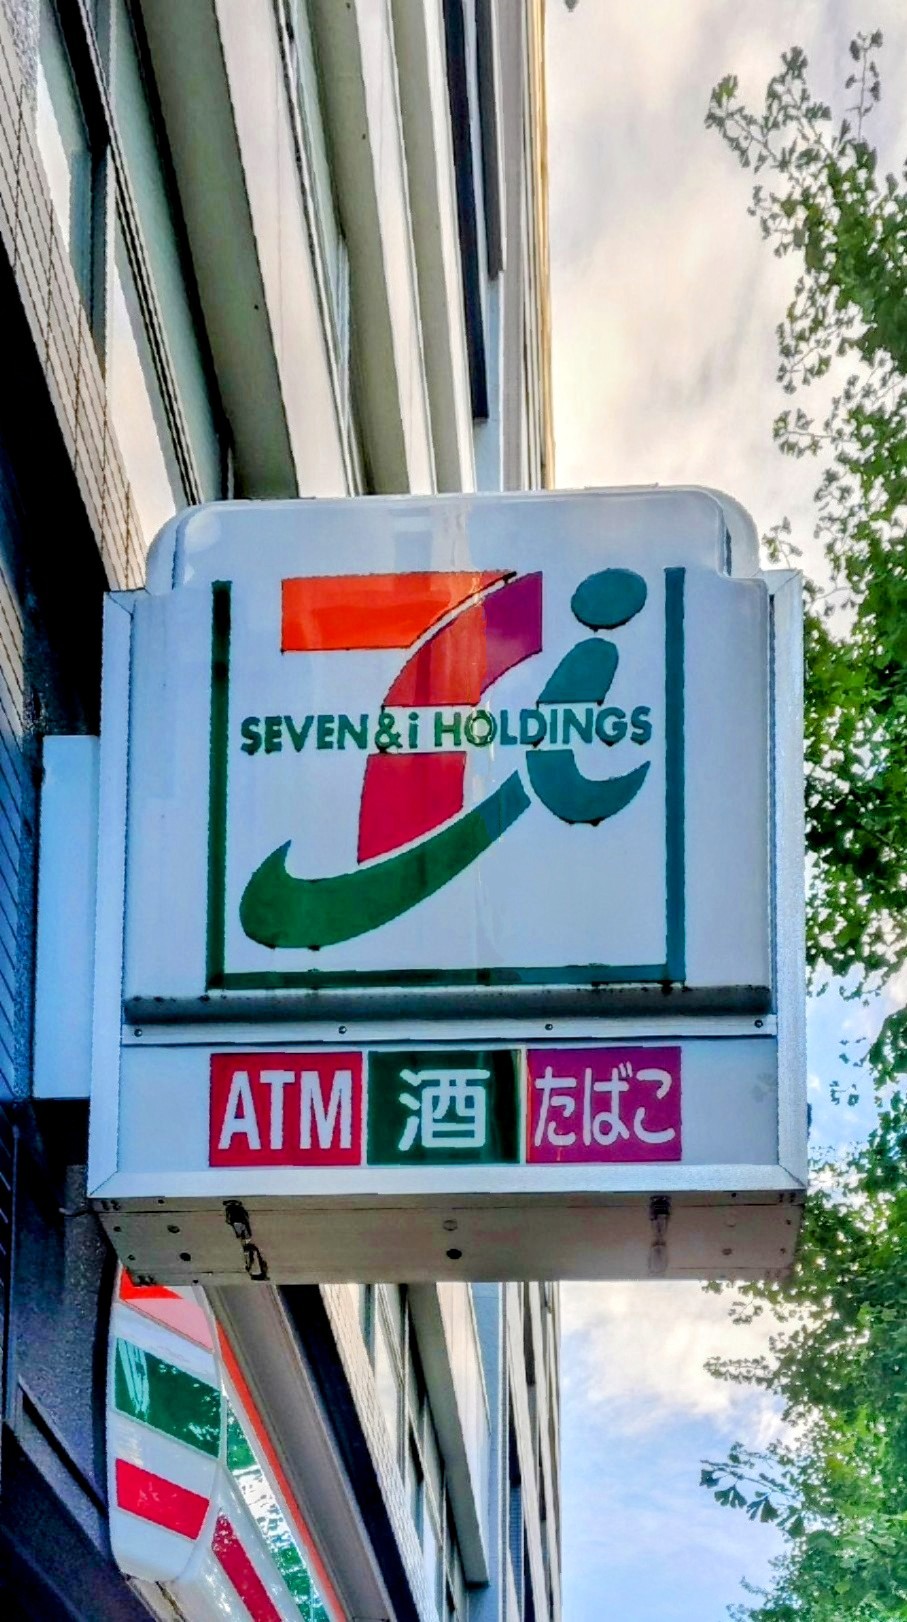 SEVEN&i HOLDINGS
ATM 酒 たばこ